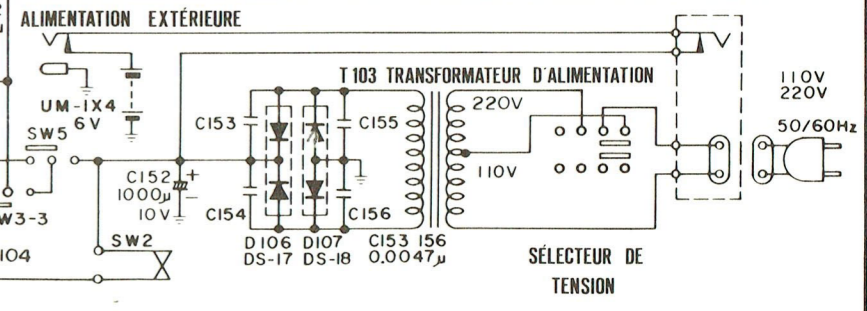 ALIMENTATION EXTÉRIEURE
T103 TRANSFORMATEUR D'ALIMENTATION
110V
220V
50/60Hz
UM-1X4
6V
SW5
C153
C155
220V
110V
C152
1000μ
10V
+
−
C154
C156
W3-3
SW2
D106
DS-17
D107
DS-18
C153 156
0.0047μ
104
SÉLECTEUR DE
TENSION